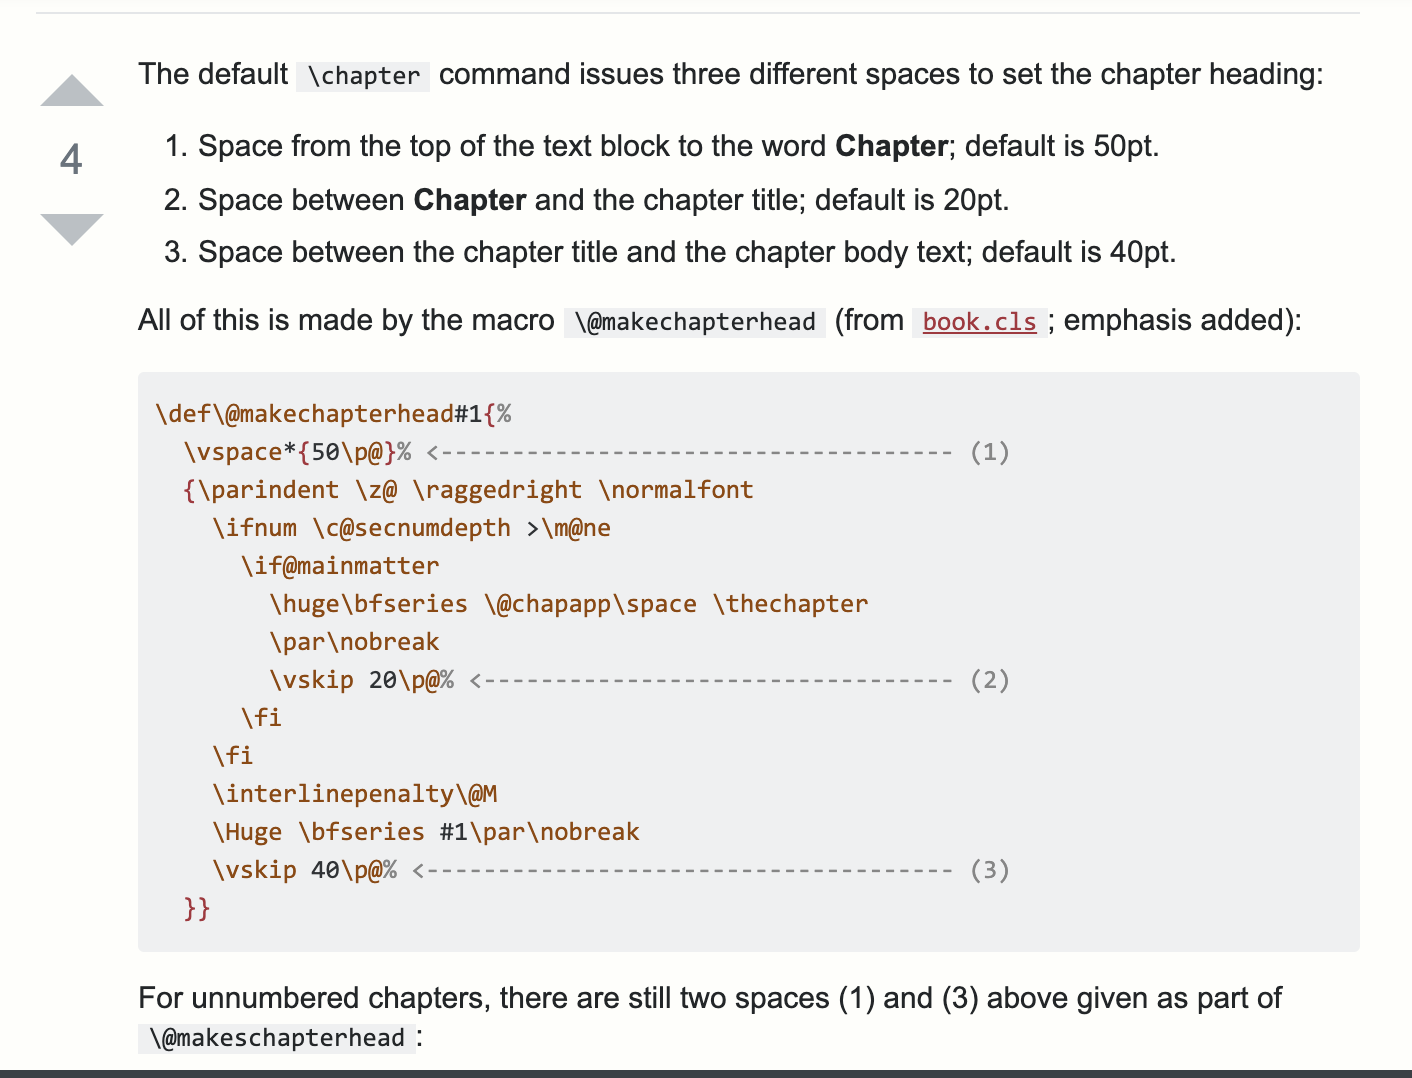 The default \chapter command issues three different spaces to set the chapter heading:
4
1. Space from the top of the text block to the word Chapter; default is 50pt.
2. Space between Chapter and the chapter title; default is 20pt.
3. Space between the chapter title and the chapter body text; default is 40pt.
All of this is made by the macro \@makechapterhead (from book.cls; emphasis added):
\def\@makechapterhead#1{%
  \vspace*{50\p@}% <------------------------------------ (1)
  {\parindent \z@ \raggedright \normalfont
    \ifnum \c@secnumdepth >\m@ne
      \if@mainmatter
        \huge\bfseries \@chapapp\space \thechapter
        \par\nobreak
        \vskip 20\p@% <--------------------------------- (2)
      \fi
    \fi
    \interlinepenalty\@M
    \Huge \bfseries #1\par\nobreak
    \vskip 40\p@% <------------------------------------- (3)
  }}
For unnumbered chapters, there are still two spaces (1) and (3) above given as part of
\@makeschapterhead: